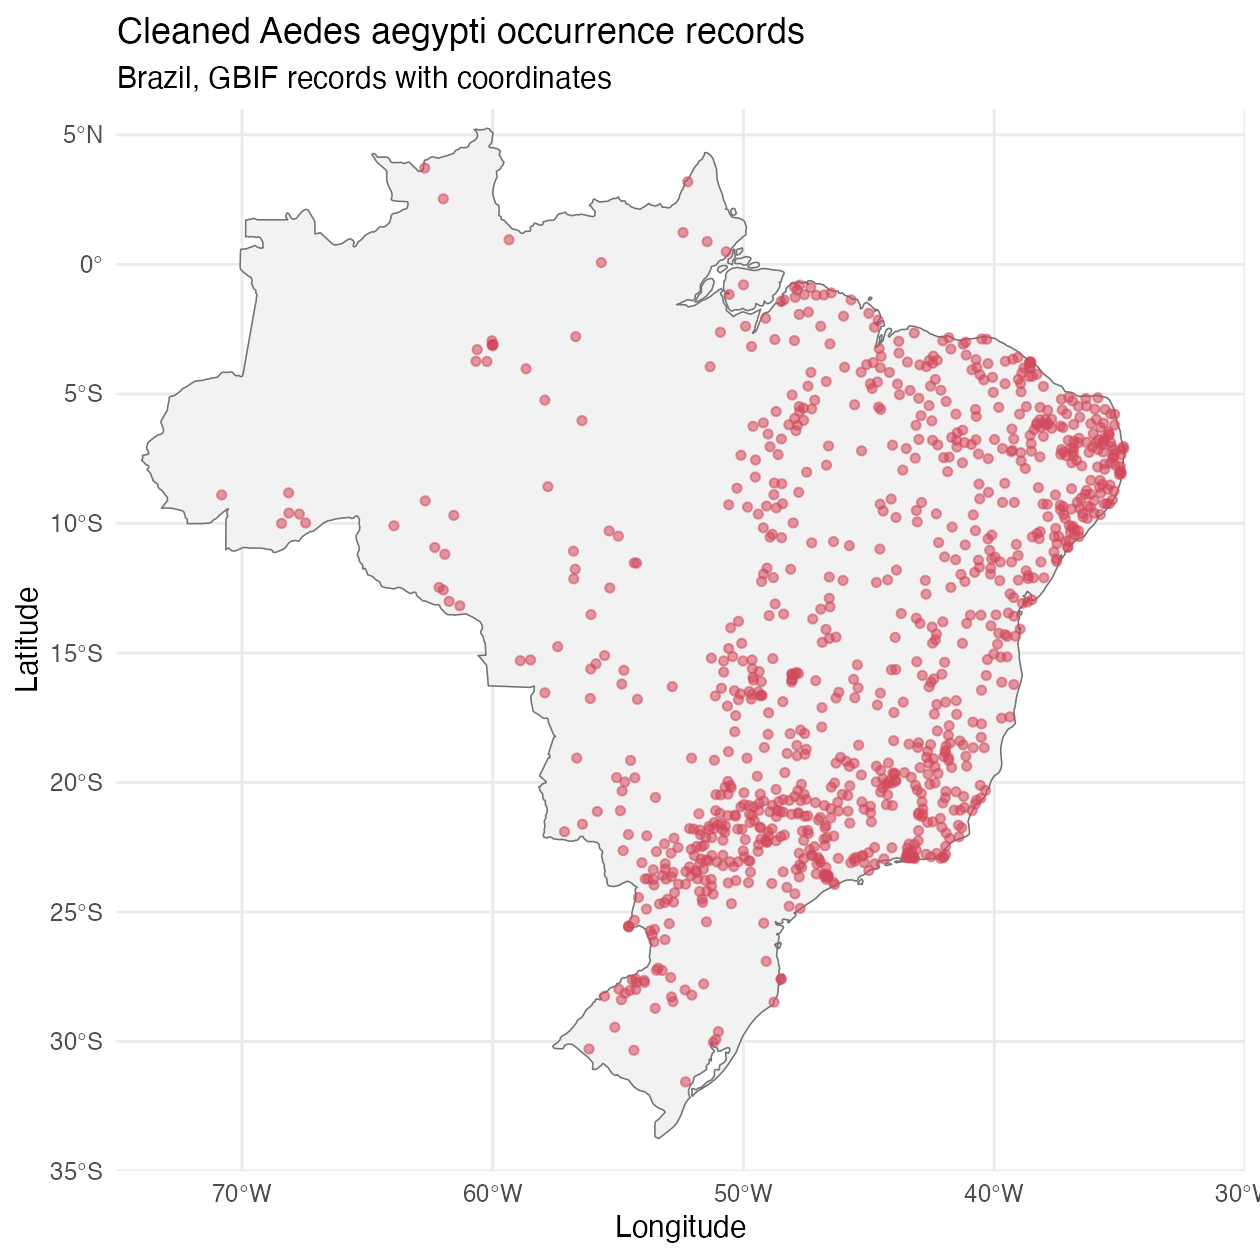 Cleaned Aedes aegypti occurrence records
Brazil, GBIF records with coordinates
5°N
0°
5°S
10°S
15°S
20°S
25°S
30°S
35°S
Latitude
70°W
60°W
50°W
40°W
30°W
Longitude